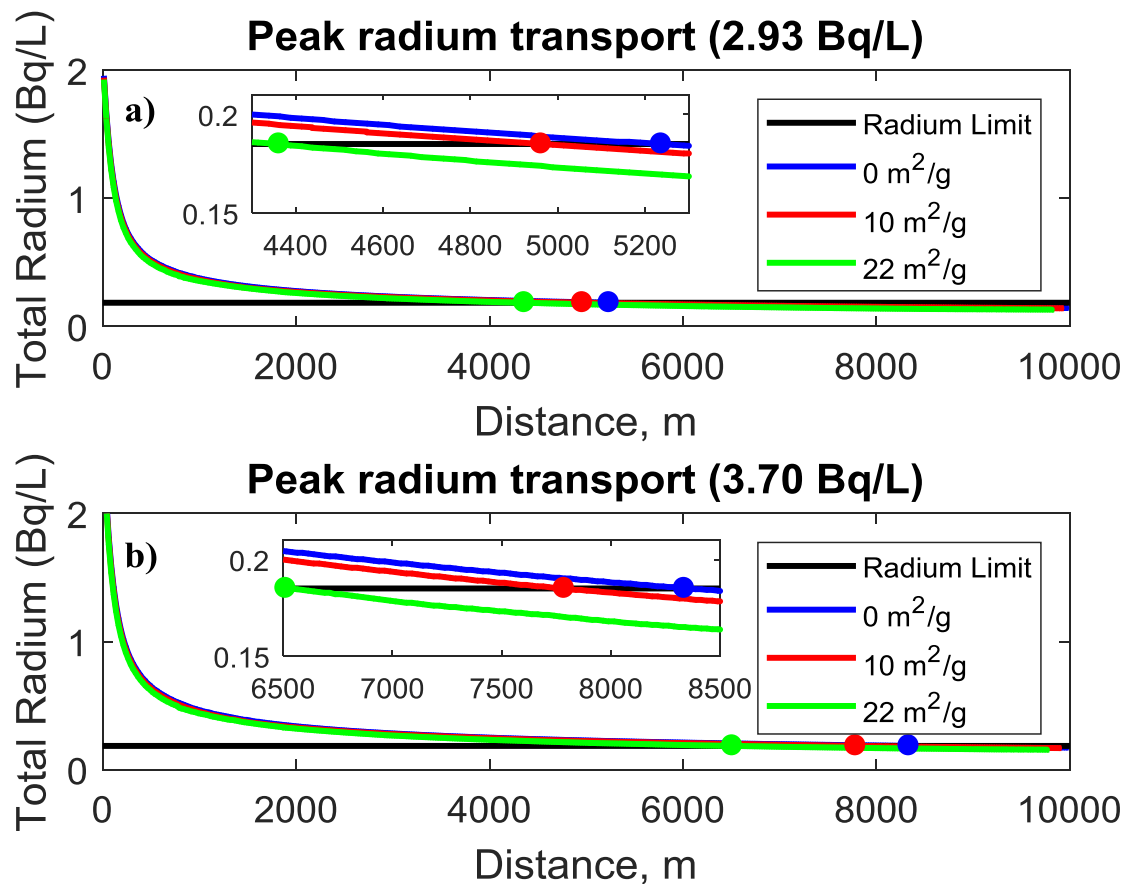 Peak radium transport (2.93 Bq/L)
Total Radium (Bq/L)
2
1
0
a)
0.2
0.15
4400 4600 4800 5000 5200
Radium Limit
0 m²/g
10 m²/g
22 m²/g
0 2000 4000 6000 8000 10000
Distance, m
Peak radium transport (3.70 Bq/L)
Total Radium (Bq/L)
2
1
0
b)
0.2
0.15
6500 7000 7500 8000 8500
Radium Limit
0 m²/g
10 m²/g
22 m²/g
0 2000 4000 6000 8000 10000
Distance, m